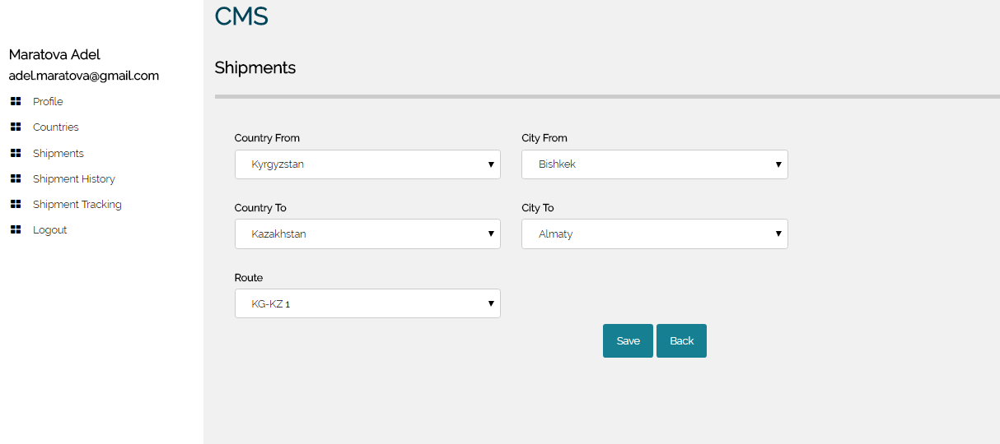 CMS
Maratova Adel
adel.maratova@gmail.com
Profile
Countries
Shipments
Shipment History
Shipment Tracking
Logout
Shipments
Country From
City From
Kyrgyzstan
Bishkek
Country To
City To
Kazakhstan
Almaty
Route
KG-KZ 1
Save
Back